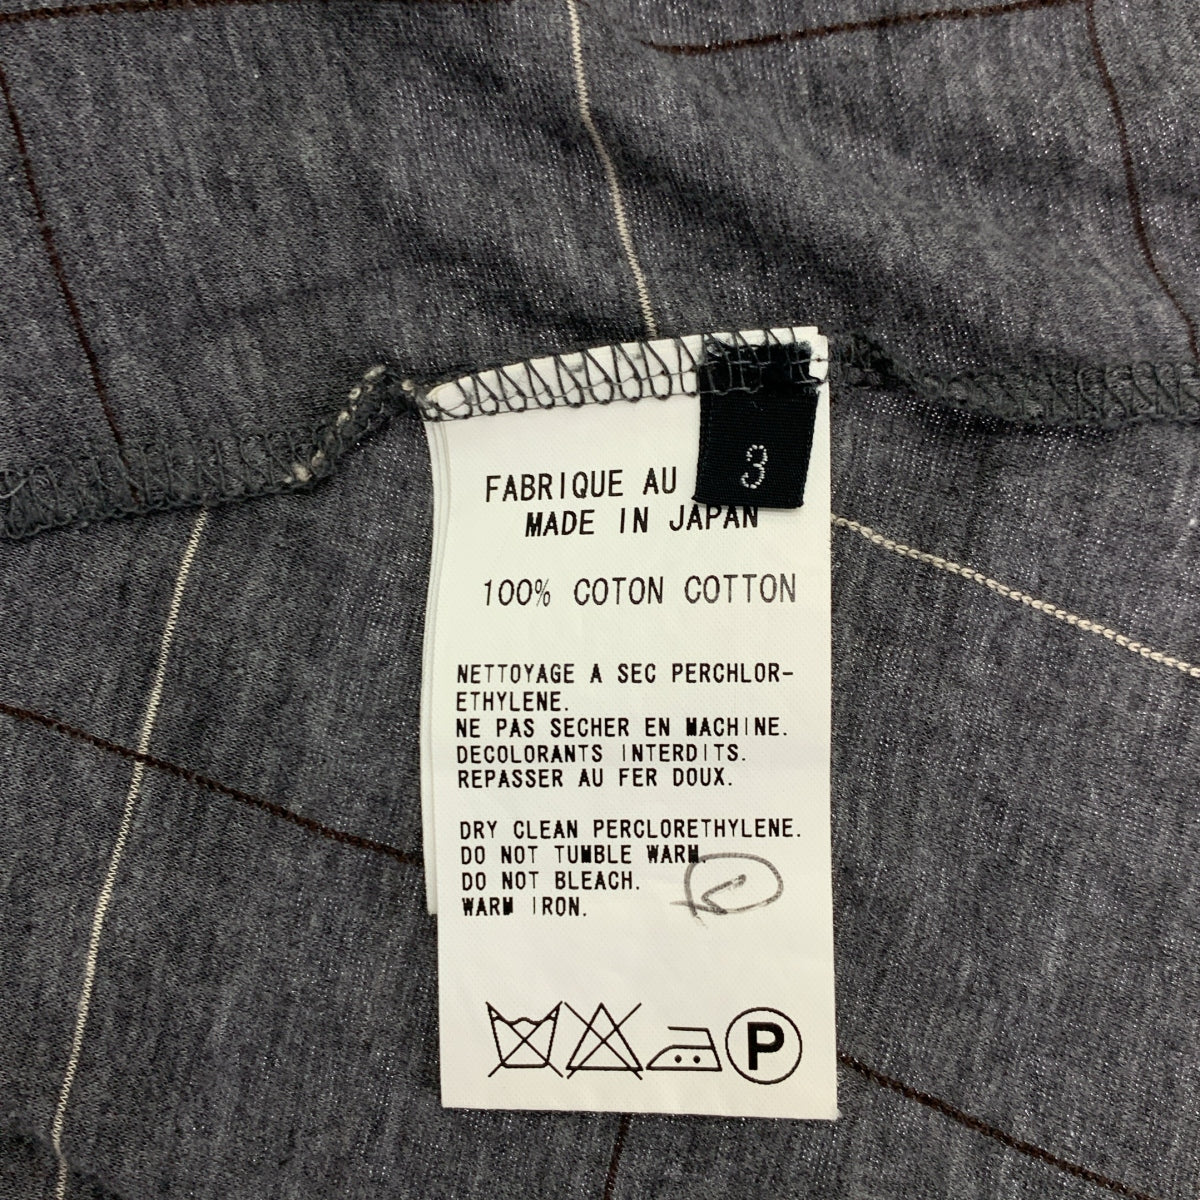 3
FABRIQUE AU
MADE IN JAPAN
100% COTON COTTON
NETTOYAGE A SEC PERCHLOR-
ETHYLENE.
NE PAS SECHER EN MACHINE.
DECOLORANTS INTERDITS.
REPASSER AU FER DOUX.
DRY CLEAN PERCLORETHYLENE.
DO NOT TUMBLE WARM.
DO NOT BLEACH.
WARM IRON.
P